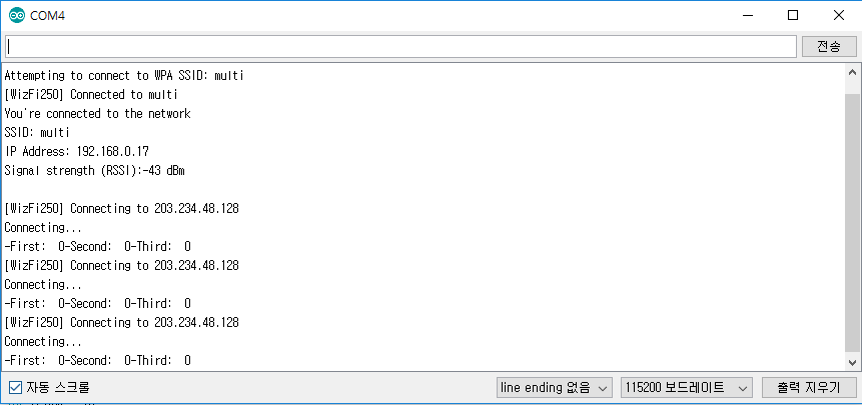 COM4
전송
Attempting to connect to WPA SSID: multi
[WizFi250] Connected to multi
You're connected to the network
SSID: multi
IP Address: 192.168.0.17
Signal strength (RSSI):-43 dBm
[WizFi250] Connecting to 203.234.48.128
Connecting...
-First:  0-Second:  0-Third:  0
[WizFi250] Connecting to 203.234.48.128
Connecting...
-First:  0-Second:  0-Third:  0
[WizFi250] Connecting to 203.234.48.128
Connecting...
-First:  0-Second:  0-Third:  0
자동 스크롤 line ending 없음 115200 보드레이트 출력 지우기